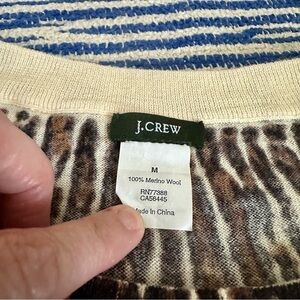 J.CREW
M
100% Merino Wool
RN77388
CA56445
Made In China